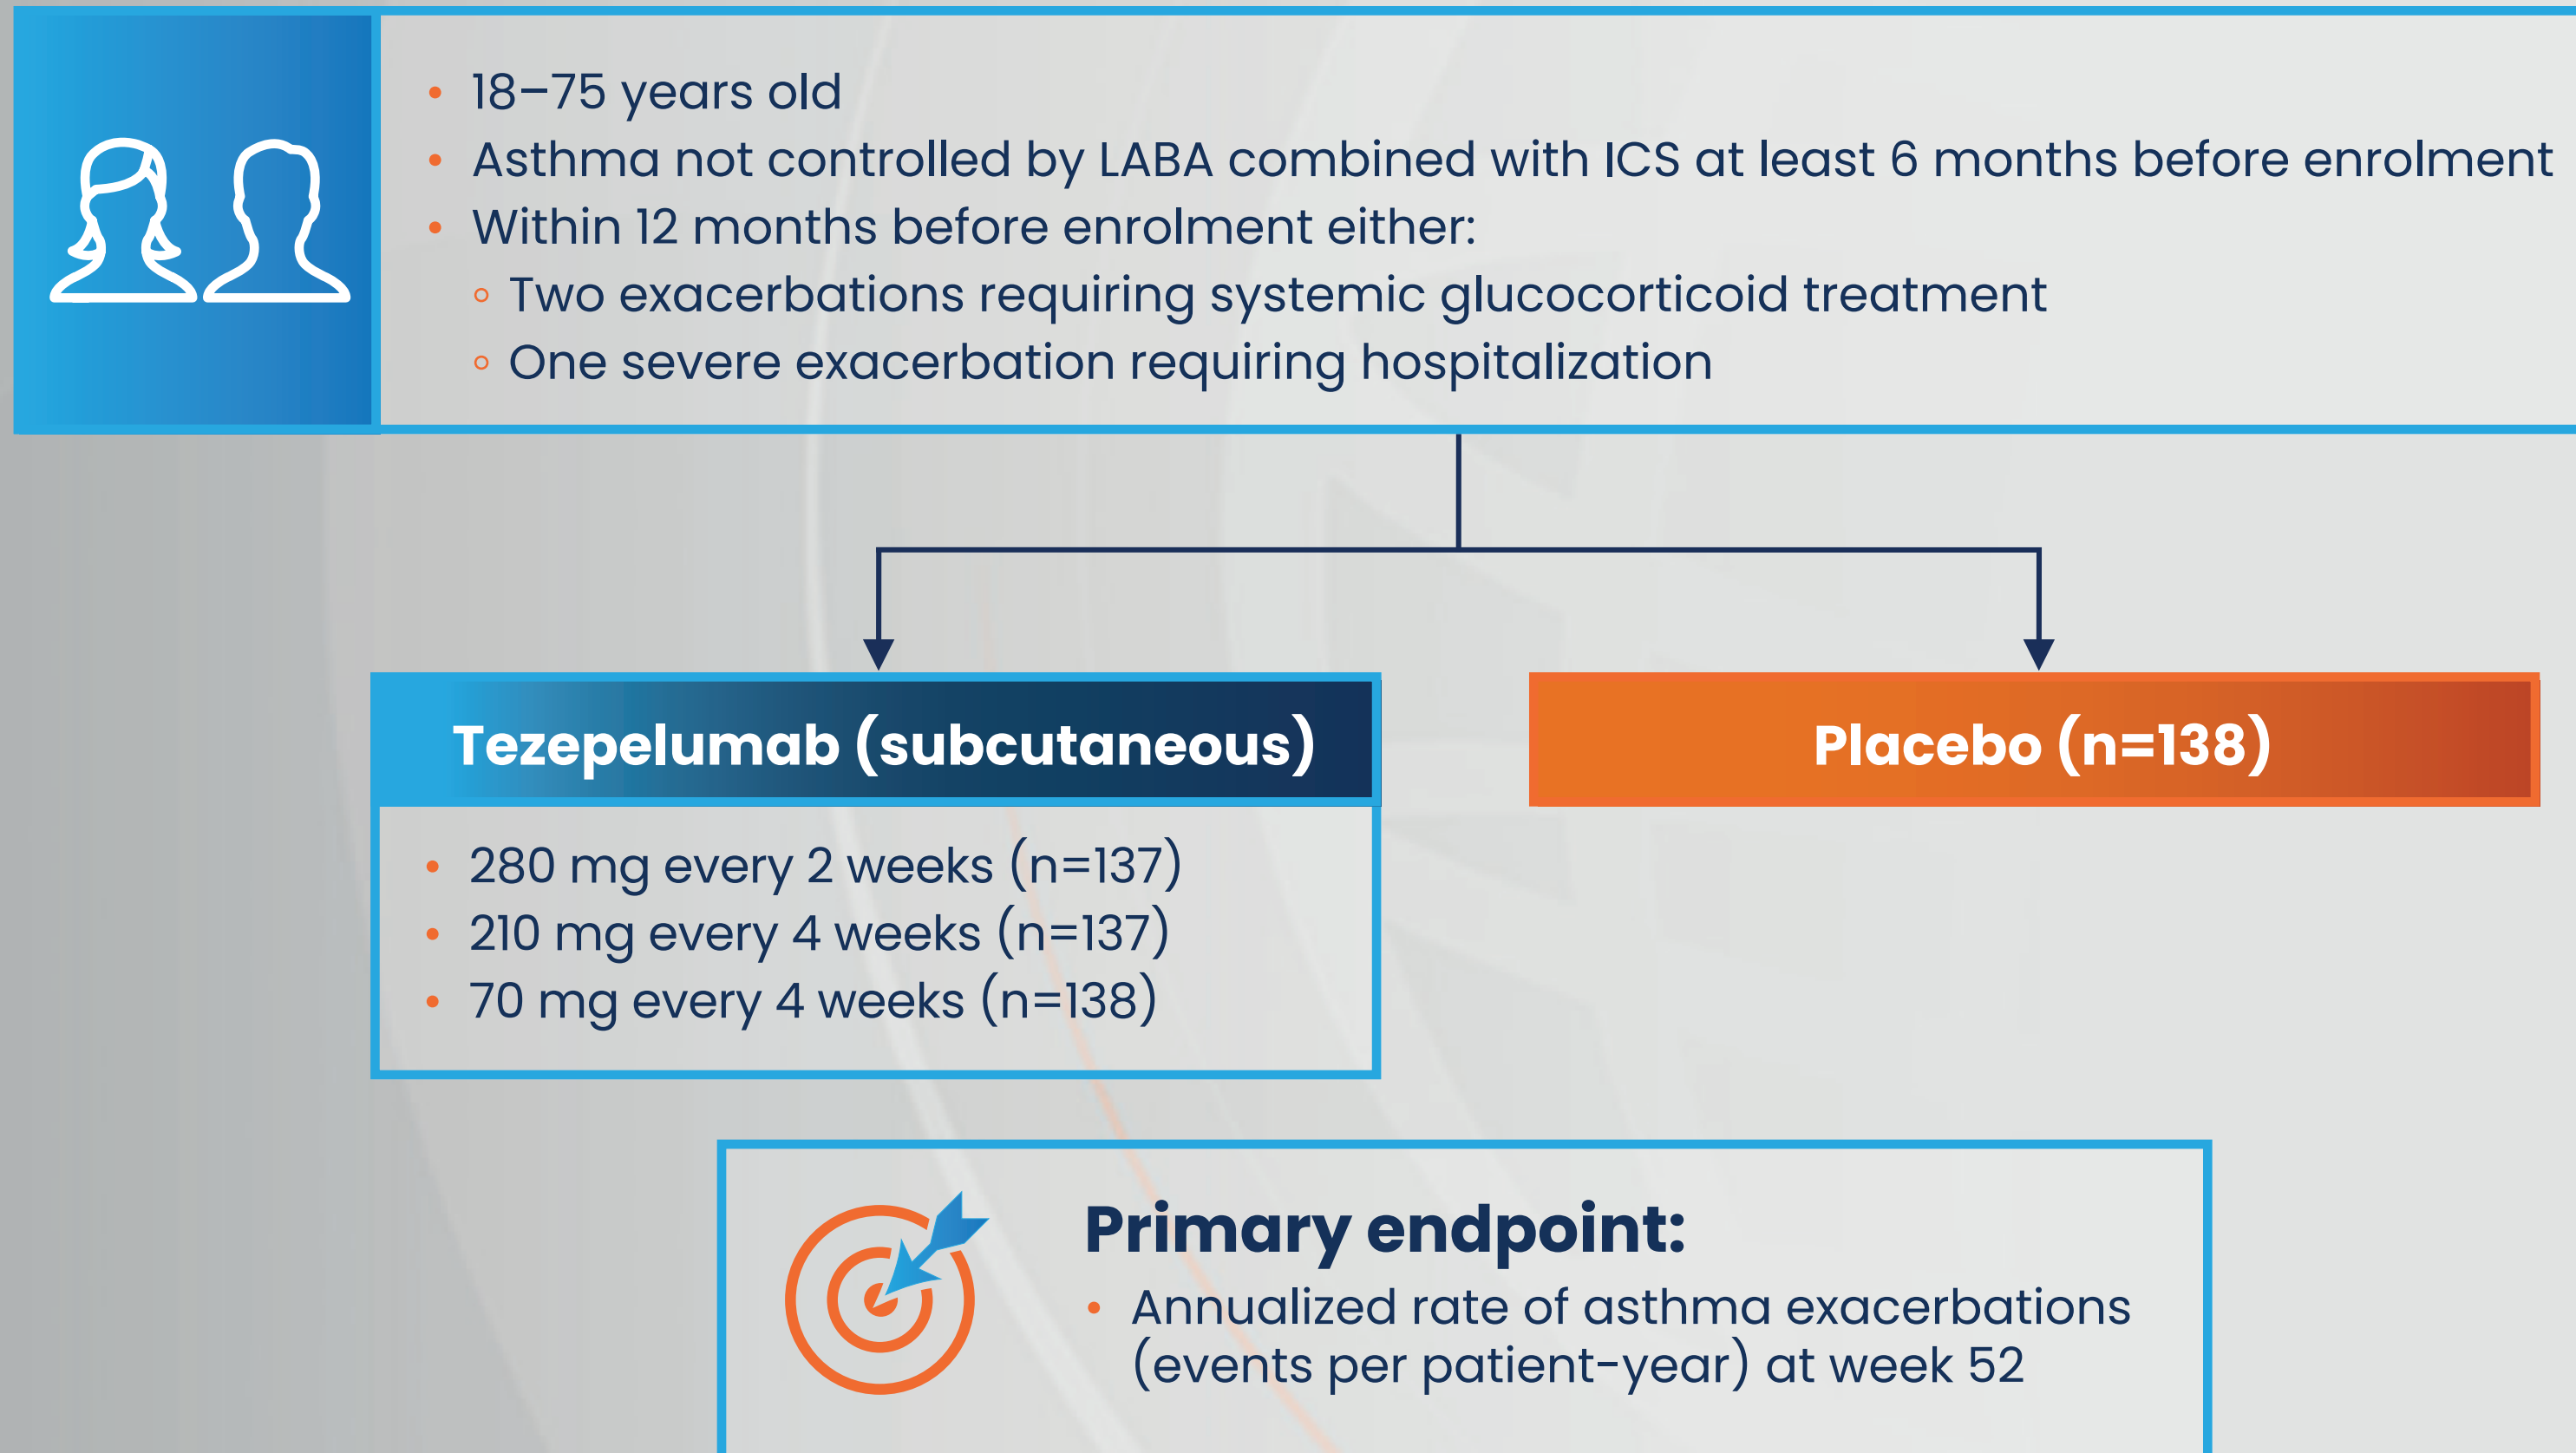 • 18–75 years old
• Asthma not controlled by LABA combined with ICS at least 6 months before enrolment
• Within 12 months before enrolment either:
◦ Two exacerbations requiring systemic glucocorticoid treatment
◦ One severe exacerbation requiring hospitalization
Tezepelumab (subcutaneous)
Placebo (n=138)
• 280 mg every 2 weeks (n=137)
• 210 mg every 4 weeks (n=137)
• 70 mg every 4 weeks (n=138)
Primary endpoint:
• Annualized rate of asthma exacerbations
(events per patient-year) at week 52